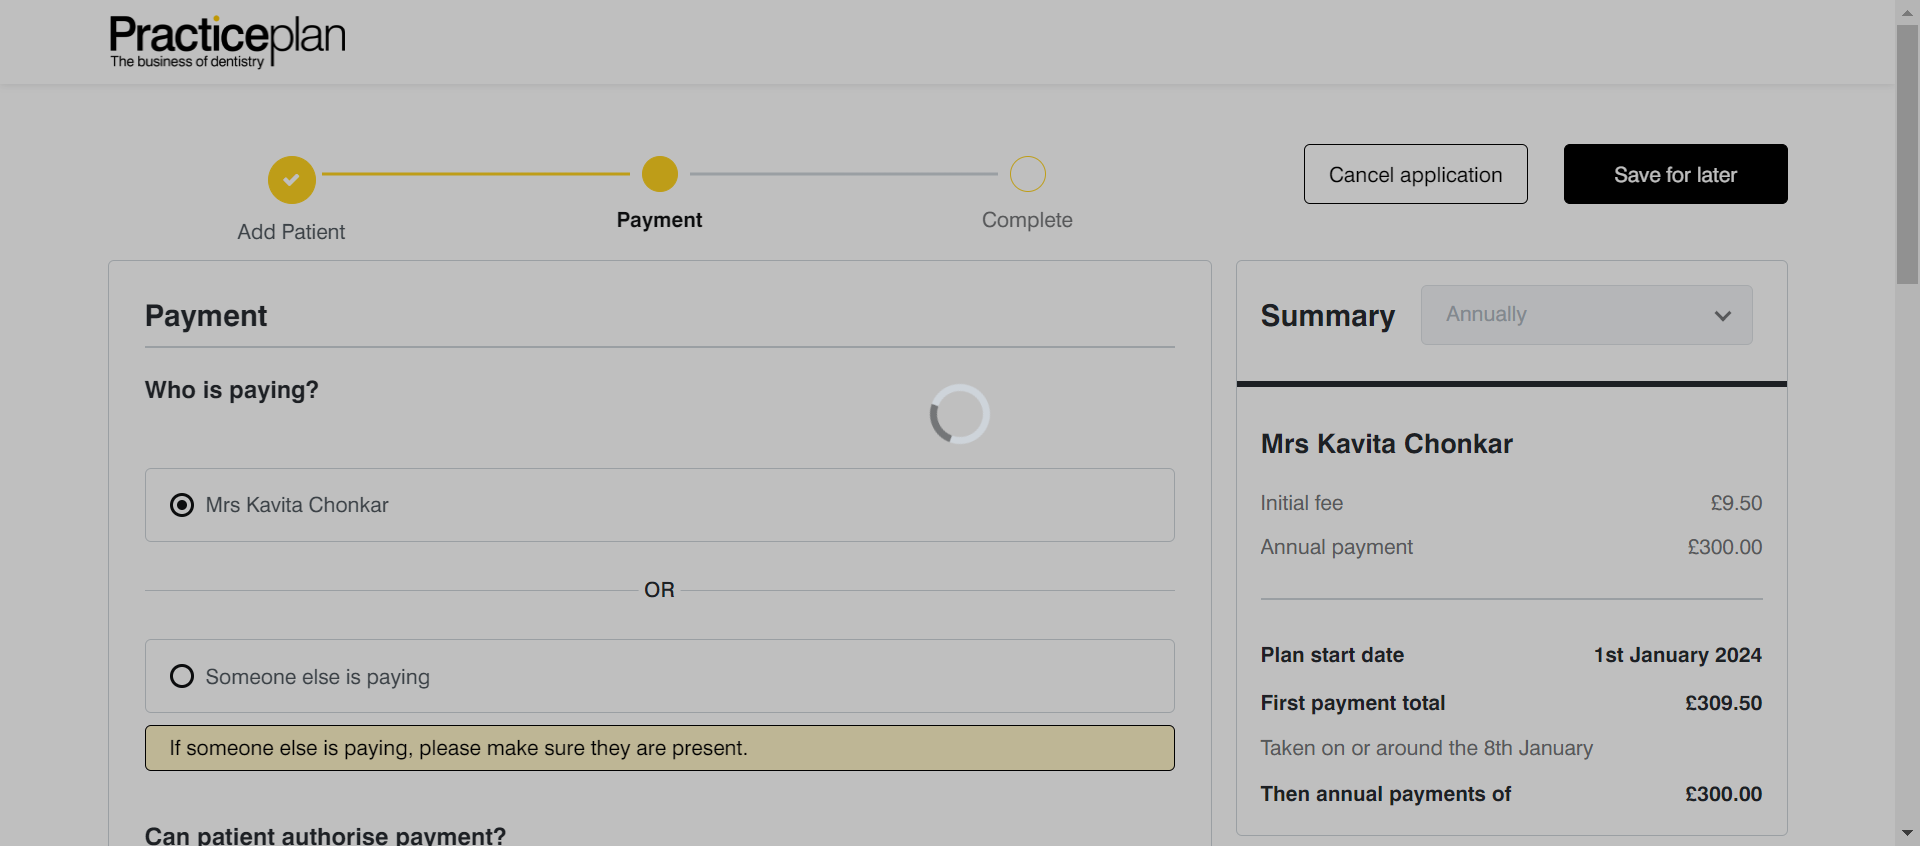 Practiceplan
The business of dentistry
Add Patient
Payment
Complete
Cancel application
Save for later
Payment
Who is paying?
Mrs Kavita Chonkar
OR
Someone else is paying
If someone else is paying, please make sure they are present.
Can patient authorise payment?
Summary
Annually
Mrs Kavita Chonkar
Initial fee £9.50
Annual payment £300.00
Plan start date 1st January 2024
First payment total £309.50
Taken on or around the 8th January
Then annual payments of £300.00